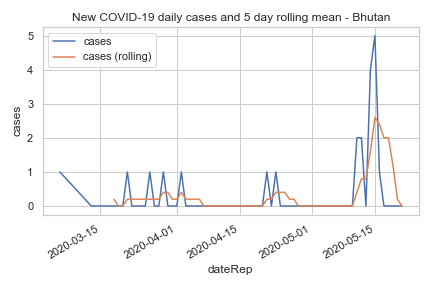 New COVID-19 daily cases and 5 day rolling mean - Bhutan
cases
cases (rolling)
5
4
3
2
1
0
cases
2020-03-15
2020-04-01
2020-04-15
2020-05-01
2020-05-15
dateRep